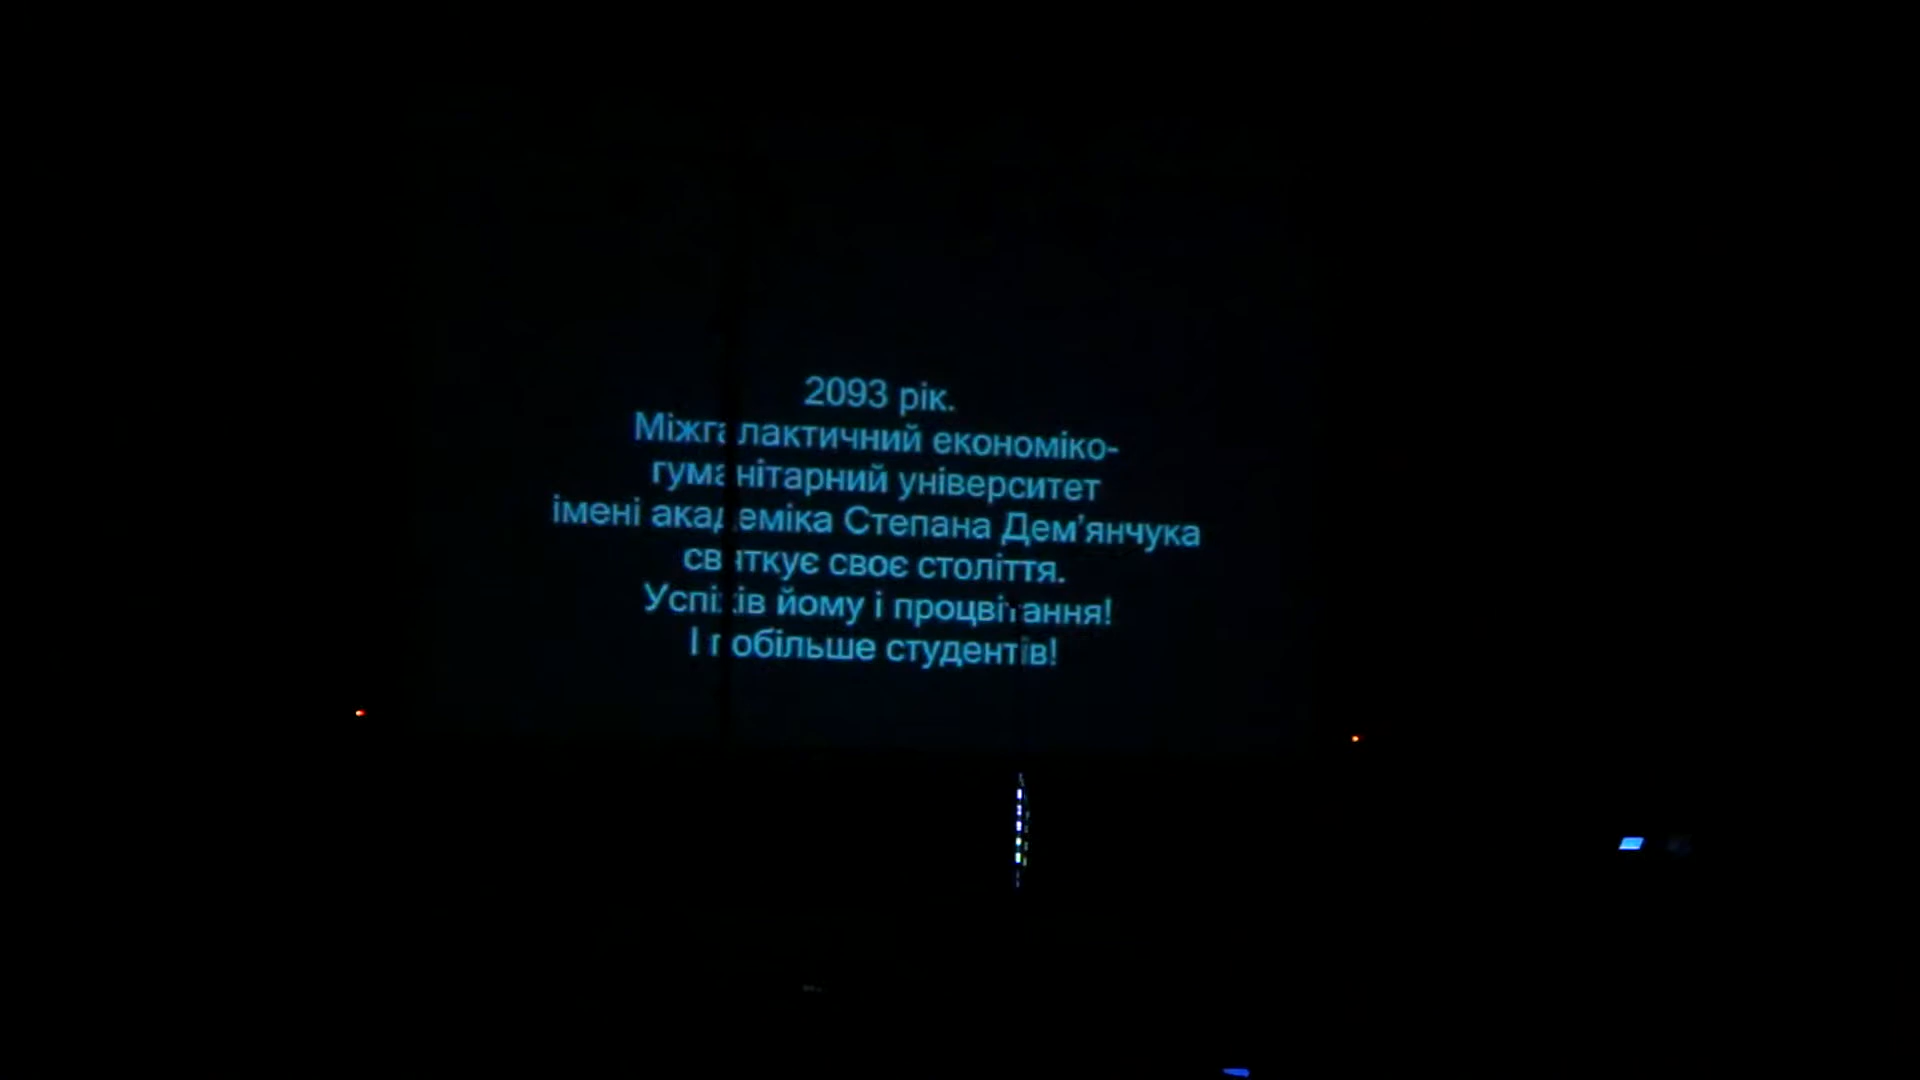 2093 рік.
Міжгалактичний економіко-
гуманітарний університет
імені академіка Степана Дем'янчука
святкує своє століття.
Успіхів йому і процвітання!
І побільше студентів!